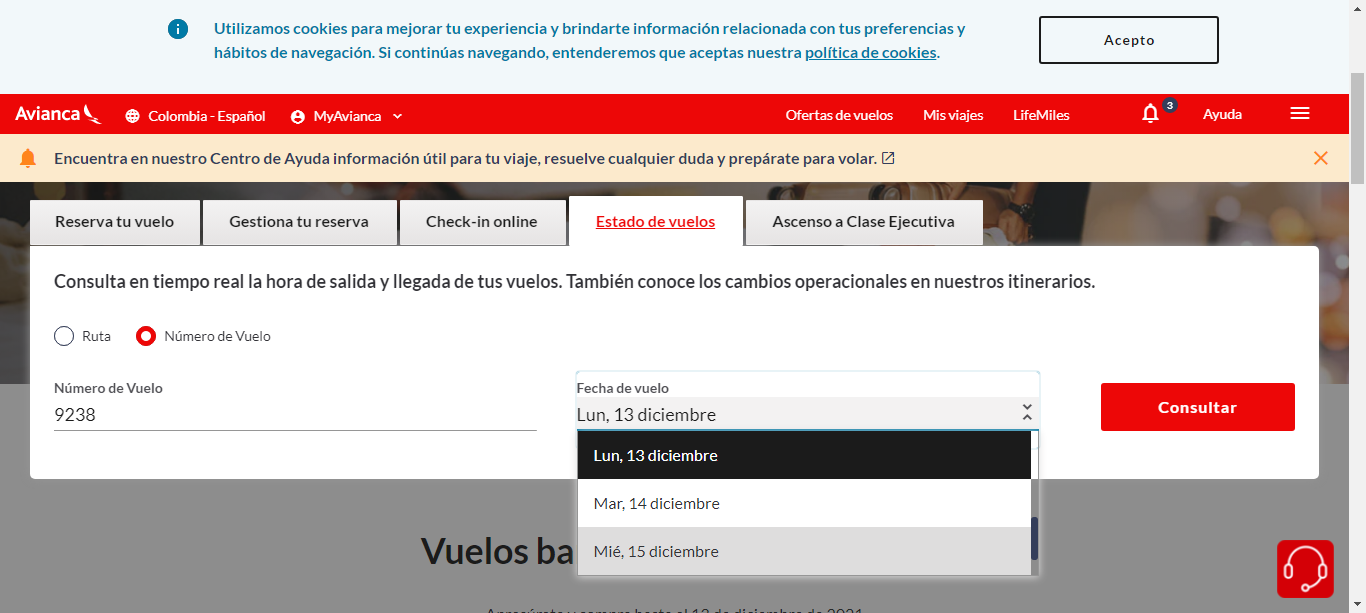 Utilizamos cookies para mejorar tu experiencia y brindarte información relacionada con tus preferencias y
hábitos de navegación. Si continúas navegando, entenderemos que aceptas nuestra política de cookies.
Acepto
Avianca
Colombia - Español
MyAvianca
Ofertas de vuelos
Mis viajes
LifeMiles
3
Ayuda
Encuentra en nuestro Centro de Ayuda información útil para tu viaje, resuelve cualquier duda y prepárate para volar.
Reserva tu vuelo
Gestiona tu reserva
Check-in online
Estado de vuelos
Ascenso a Clase Ejecutiva
Consulta en tiempo real la hora de salida y llegada de tus vuelos. También conoce los cambios operacionales en nuestros itinerarios.
Ruta
Número de Vuelo
Número de Vuelo
9238
Fecha de vuelo
Lun, 13 diciembre
Consultar
Lun, 13 diciembre
Mar, 14 diciembre
Mié, 15 diciembre
Vuelos ba